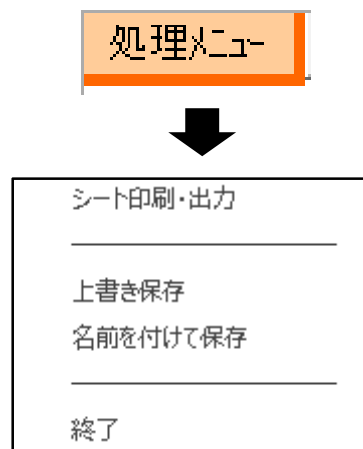 処理メニュー
シート印刷・出力
上書き保存
名前を付けて保存
終了